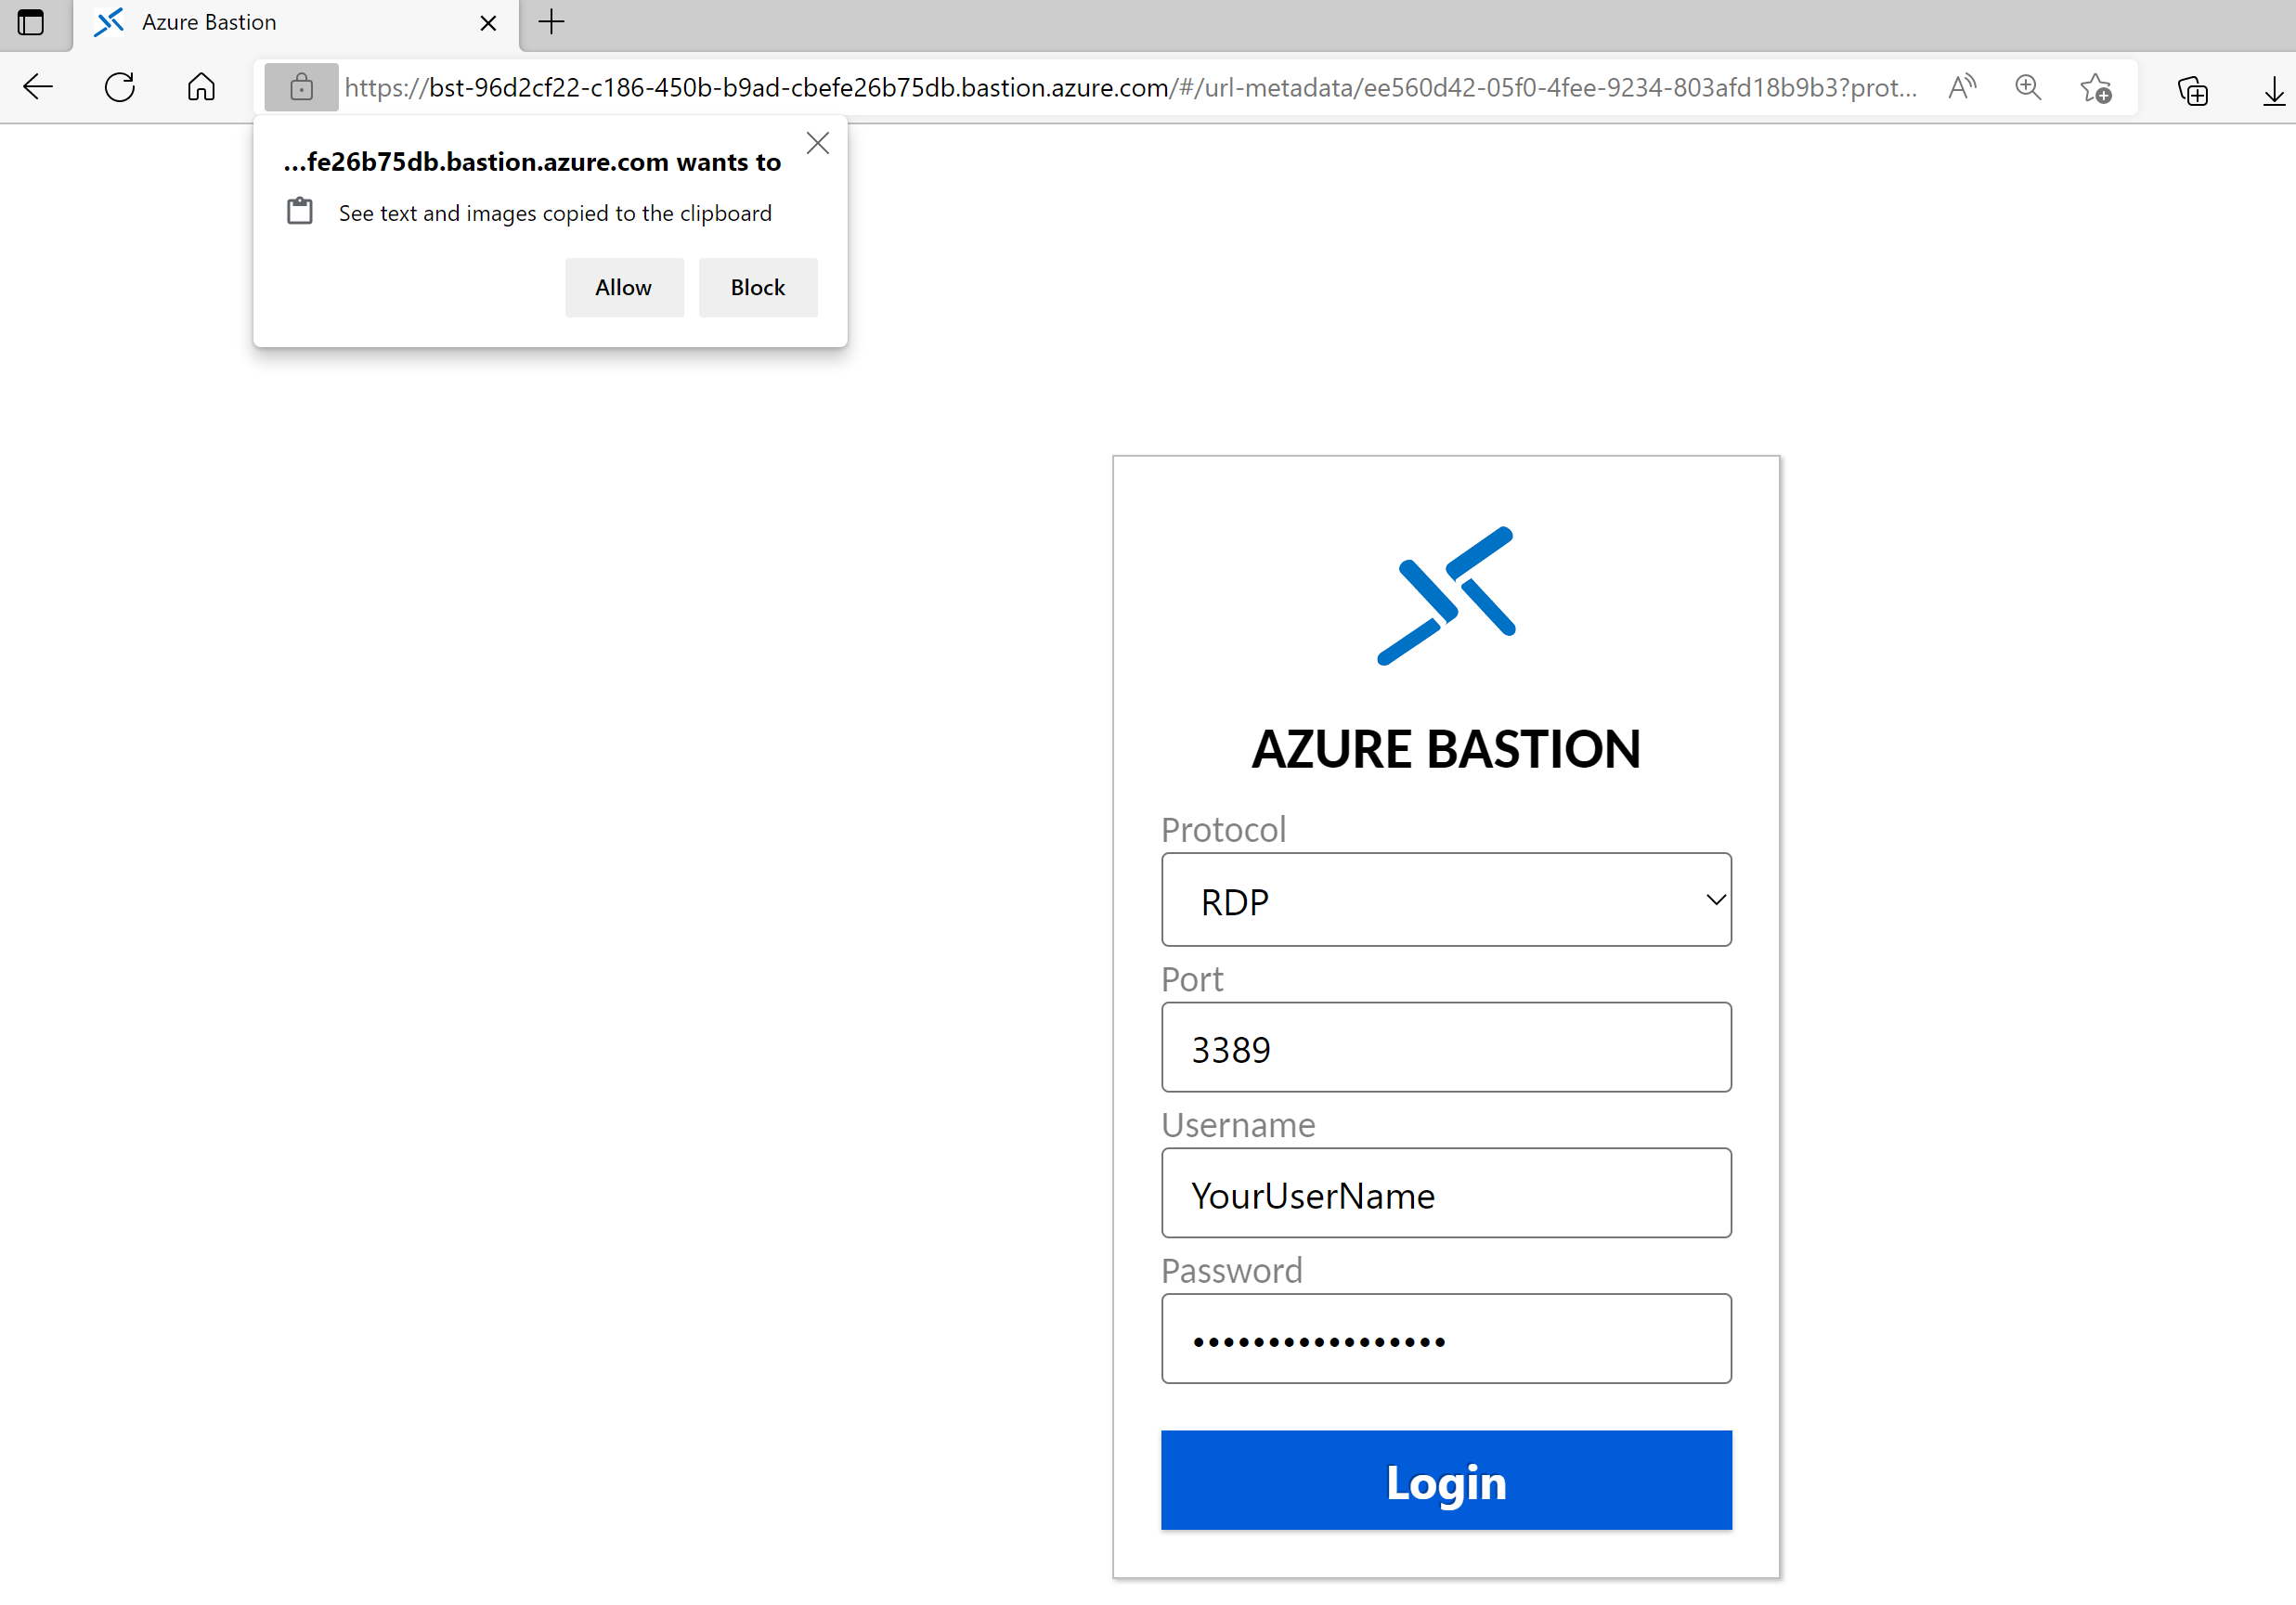 Azure Bastion
https://bst-96d2cf22-c186-450b-b9ad-cbefe26b75db.bastion.azure.com/#/url-metadata/ee560d42-05f0-4fee-9234-803afd18b9b3?prot...
...fe26b75db.bastion.azure.com wants to
See text and images copied to the clipboard
Allow Block
AZURE BASTION
Protocol
RDP
Port
3389
Username
YourUserName
Password
•••••••••••••••••
Login